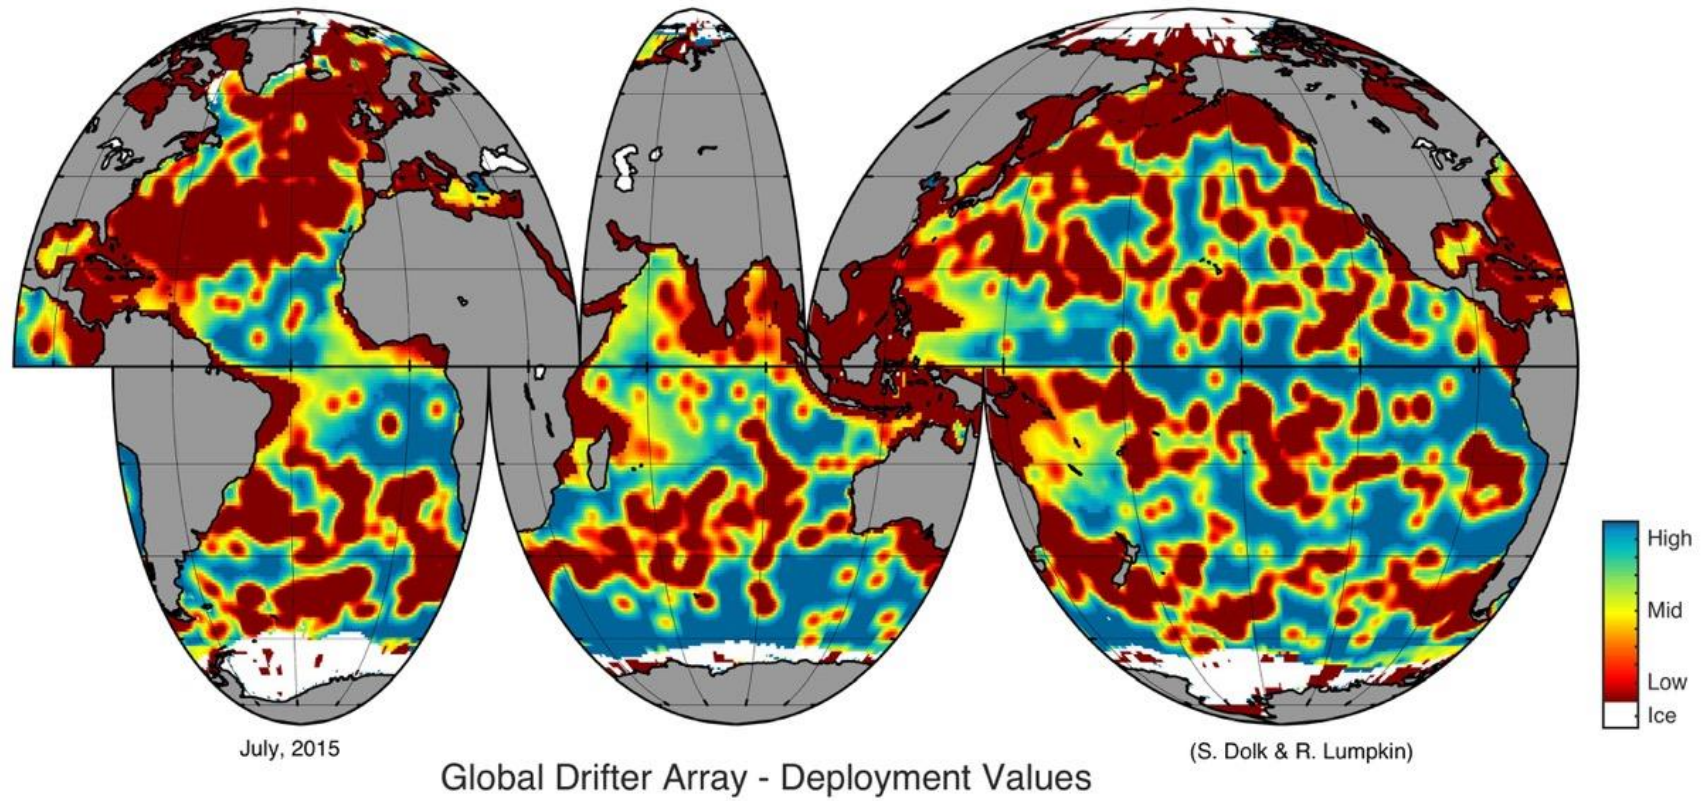 High
Mid
Low
Ice
July, 2015
(S. Dolk & R. Lumpkin)
Global Drifter Array - Deployment Values